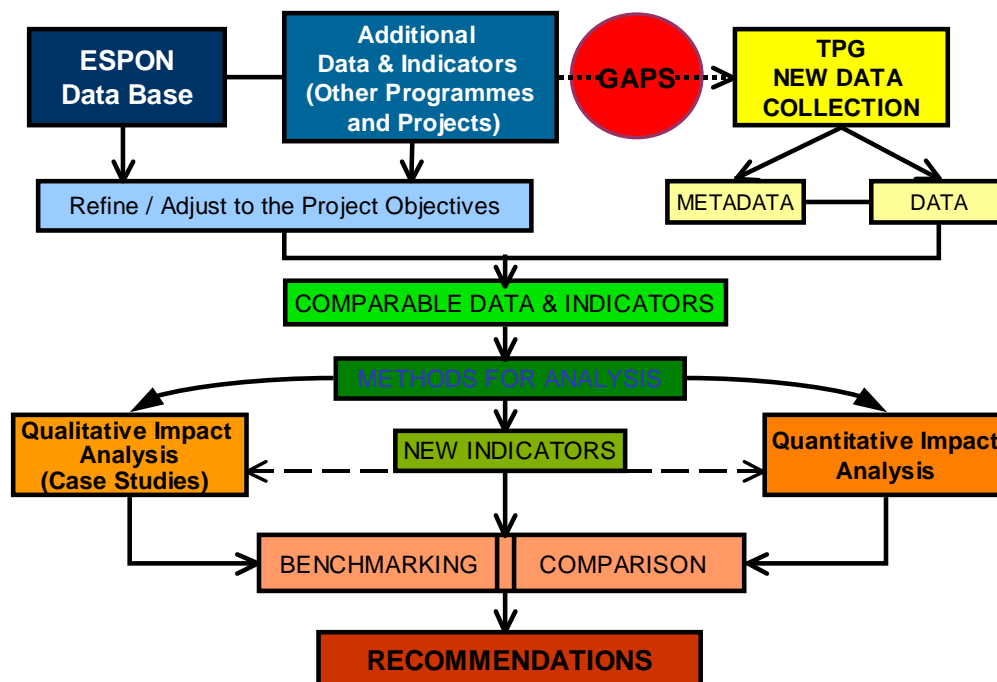 ESPON
Data Base
Additional
Data & Indicators
(Other Programmes
and Projects)
GAPS
TPG
NEW DATA
COLLECTION
Refine / Adjust to the Project Objectives
METADATA
DATA
COMPARABLE DATA & INDICATORS
METHODS FOR ANALYSIS
Qualitative Impact
Analysis
(Case Studies)
NEW INDICATORS
Quantitative Impact
Analysis
BENCHMARKING
COMPARISON
RECOMMENDATIONS